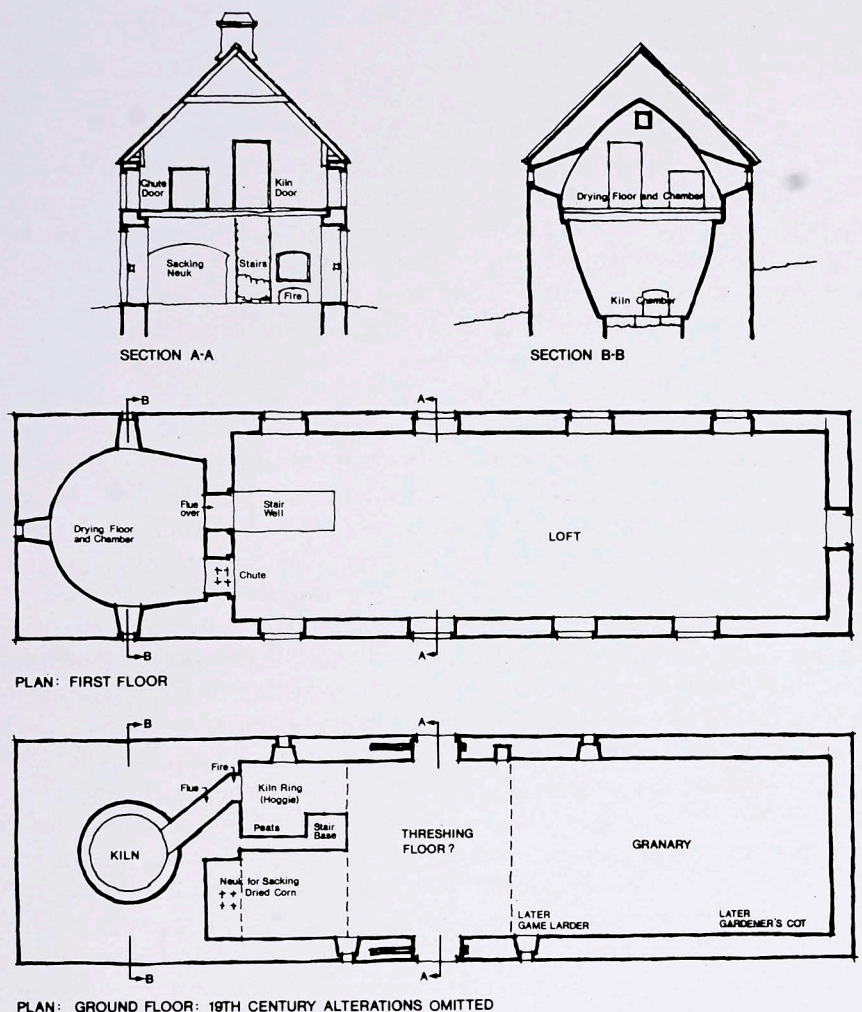 Chute
Door
Kiln
Door
Sacking
Neuk
Stairs
Fire
SECTION A-A
Drying Floor and Chamber
Kiln Chamber
SECTION B-B
B
A
Flue
over
Stair
Well
Drying Floor
and Chamber
LOFT
Chute
B
A
PLAN: FIRST FLOOR
B
A
Fire
Flue
Kiln Ring
(Hoggie)
Peats
Stair
Base
THRESHING
FLOOR?
GRANARY
KILN
Neuk for Sacking
Dried Corn
LATER
GAME LARDER
LATER
GARDENER'S COT
B
A
PLAN: GROUND FLOOR: 19TH CENTURY ALTERATIONS OMITTED